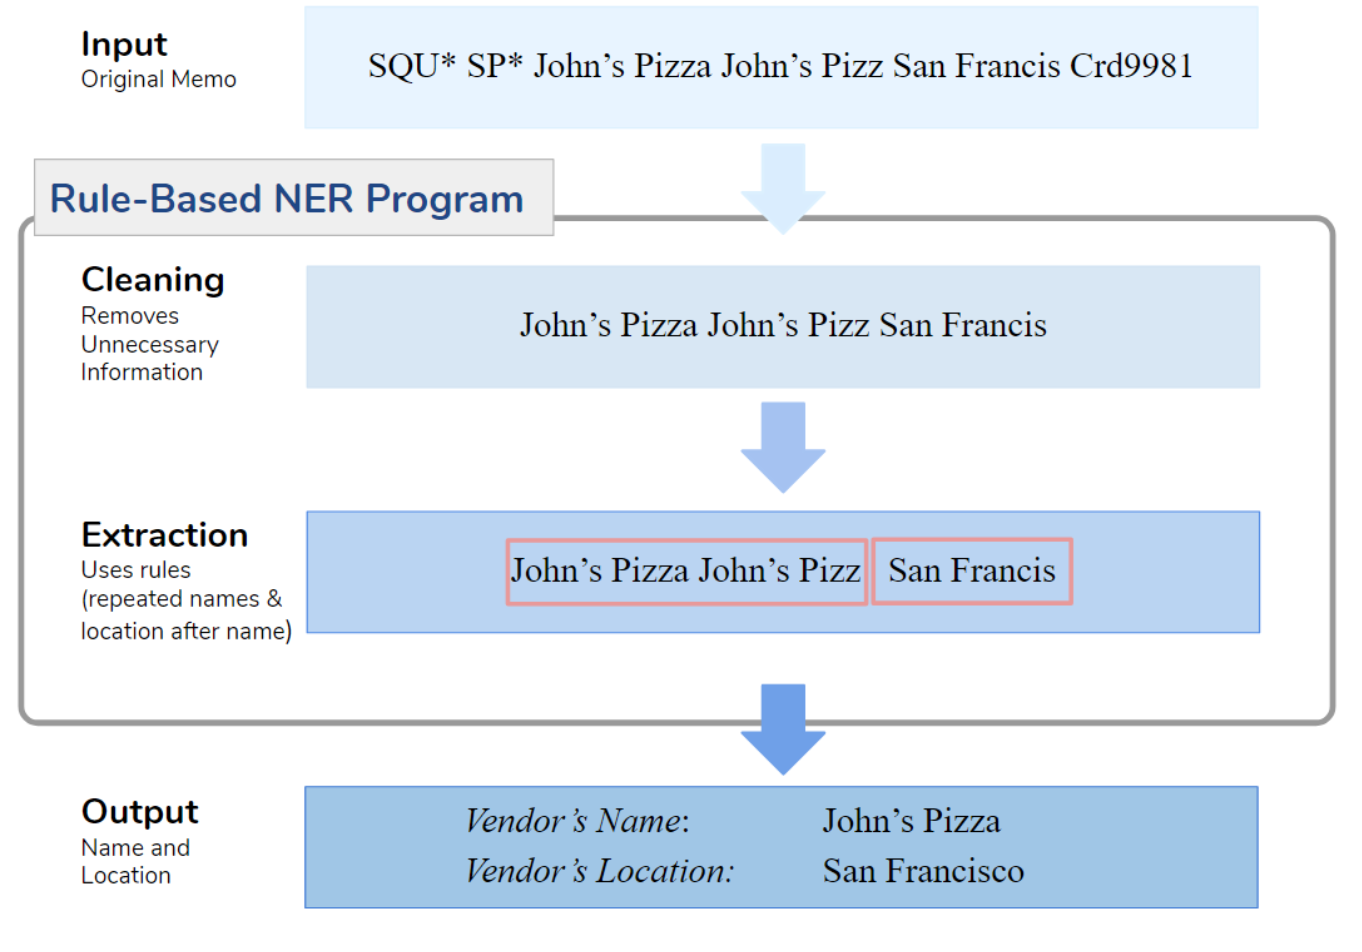 Input
Original Memo
SQU* SP* John’s Pizza John’s Pizz San Francis Crd9981
Rule-Based NER Program
Cleaning
Removes
Unnecessary
Information
John’s Pizza John’s Pizz San Francis
Extraction
Uses rules
(repeated names &
location after name)
John’s Pizza John’s Pizz San Francis
Output
Name and
Location
Vendor’s Name: John’s Pizza
Vendor’s Location: San Francisco